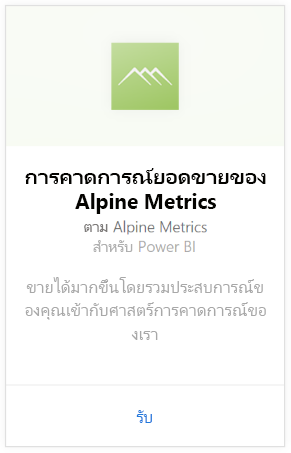 การคาดการณ์ยอดขายของ
Alpine Metrics
ตาม Alpine Metrics
สำหรับ Power BI
ขายได้มากขึ้นโดยรวมประสบการณ์ข
องคุณเข้ากับศาสตร์การคาดการณ์ของ
เรา
รับ